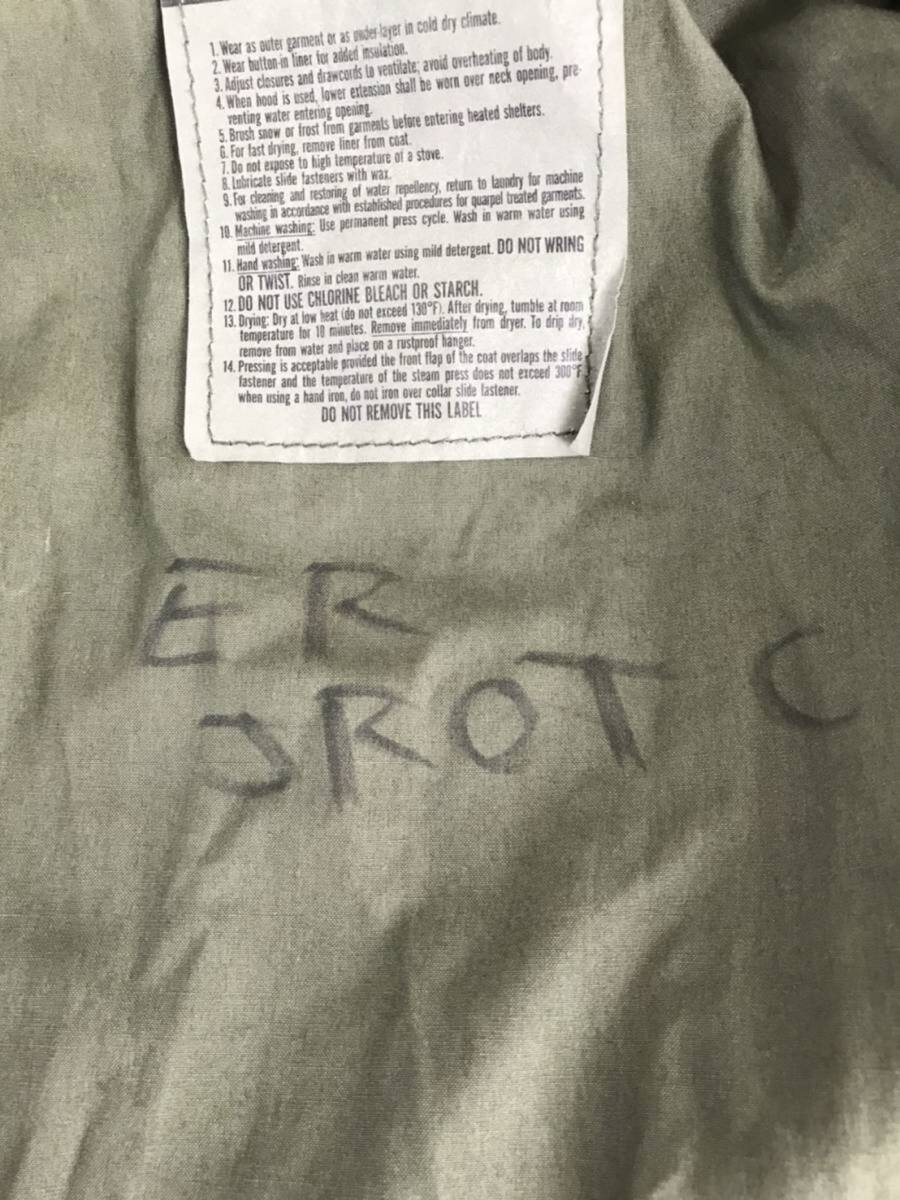 1. Wear as outer garment or as under-layer in cold dry climate.
2. Wear button-in liner for added insulation.
3. Adjust closures and drawcords to ventilate; avoid overheating of body.
4. When hood is used, lower extension shall be worn over neck opening, pre-
venting water entering opening.
5. Brush snow or frost from garments before entering heated shelters.
6. For fast drying, remove liner from coat.
7. Do not expose to high temperature of a stove.
8. Lubricate slide fasteners with wax.
9. For cleaning and restoring of water repellency, return to laundry for machine
washing in accordance with established procedures for quarpel treated garments.
10. Machine washing: Use permanent press cycle. Wash in warm water using
mild detergent.
11. Hand washing: Wash in warm water using mild detergent. DO NOT WRING
OR TWIST. Rinse in clean warm water.
12. DO NOT USE CHLORINE BLEACH OR STARCH.
13. Drying: Dry at low heat (do not exceed 130°F). After drying, tumble at room
temperature for 10 minutes. Remove immediately from dryer. To drip dry,
remove from water and place on a rustproof hanger.
14. Pressing is acceptable provided the front flap of the coat overlaps the slide
fastener and the temperature of the steam press does not exceed 300°F
when using a hand iron, do not iron over collar slide fastener.
DO NOT REMOVE THIS LABEL
ER
JROT C